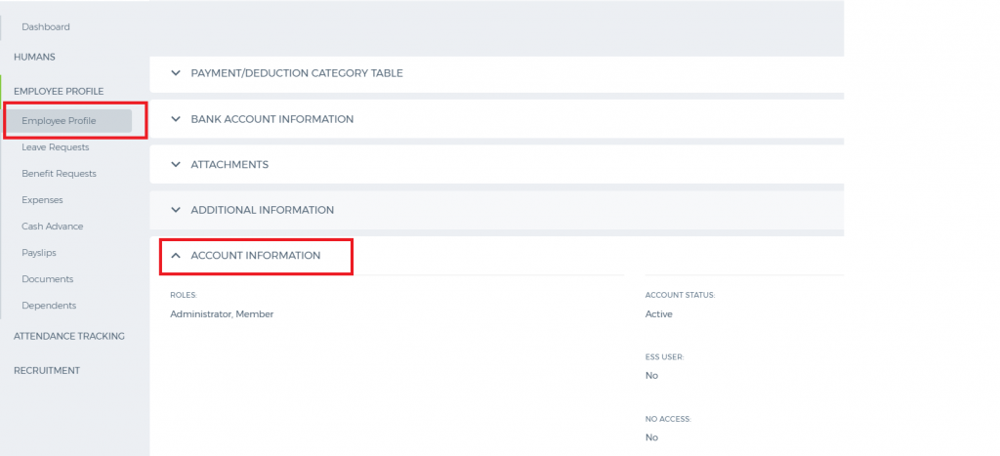 Dashboard
HUMANS
EMPLOYEE PROFILE
Employee Profile
Leave Requests
Benefit Requests
Expenses
Cash Advance
Payslips
Documents
Dependents
ATTENDANCE TRACKING
RECRUITMENT
PAYMENT/DEDUCTION CATEGORY TABLE
BANK ACCOUNT INFORMATION
ATTACHMENTS
ADDITIONAL INFORMATION
ACCOUNT INFORMATION
ROLES:
Administrator, Member
ACCOUNT STATUS:
Active
ESS USER:
No
NO ACCESS:
No